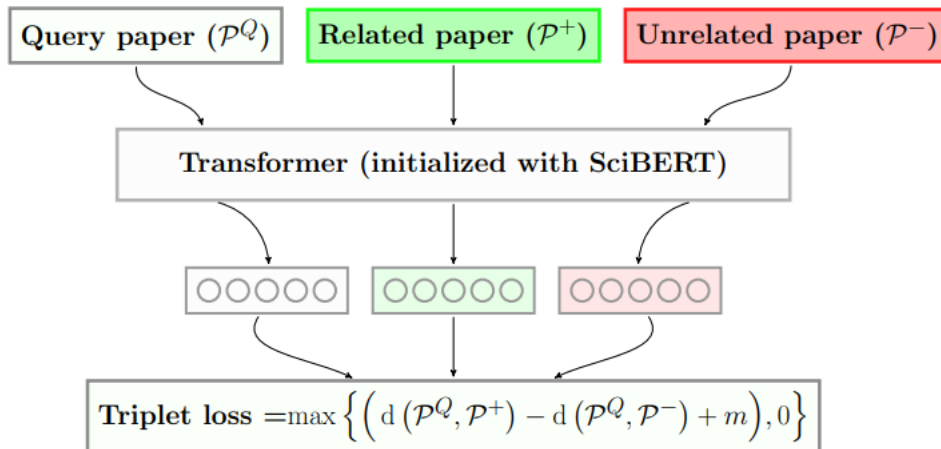 Query paper (𝒫^Q)
Related paper (𝒫^+)
Unrelated paper (𝒫^−)
Transformer (initialized with SciBERT)
Triplet loss =max {( d (𝒫^Q, 𝒫^+) − d (𝒫^Q, 𝒫^−) + m ), 0}